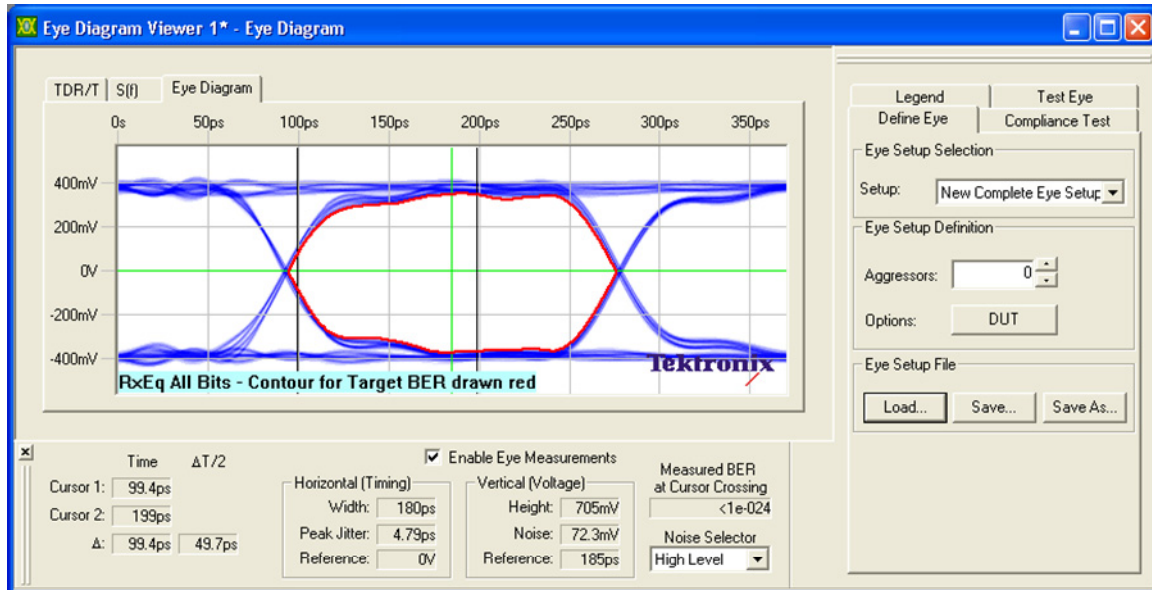 Eye Diagram Viewer 1* - Eye Diagram
TDR/T S(f) Eye Diagram
0s 50ps 100ps 150ps 200ps 250ps 300ps 350ps
400mV
200mV
0V
-200mV
-400mV
Tektronix
RxEq All Bits - Contour for Target BER drawn red
Legend Test Eye
Define Eye Compliance Test
Eye Setup Selection
Setup: New Complete Eye Setup
Eye Setup Definition
Aggressors: 0
Options: DUT
Eye Setup File
Load... Save... Save As...
Time ΔT/2
Cursor 1: 99.4ps
Cursor 2: 199ps
Δ: 99.4ps 49.7ps
Enable Eye Measurements
Horizontal (Timing)
Width: 180ps
Peak Jitter: 4.79ps
Reference: 0V
Vertical (Voltage)
Height: 705mV
Noise: 72.3mV
Reference: 185ps
Measured BER
at Cursor Crossing
<1e-024
Noise Selector
High Level